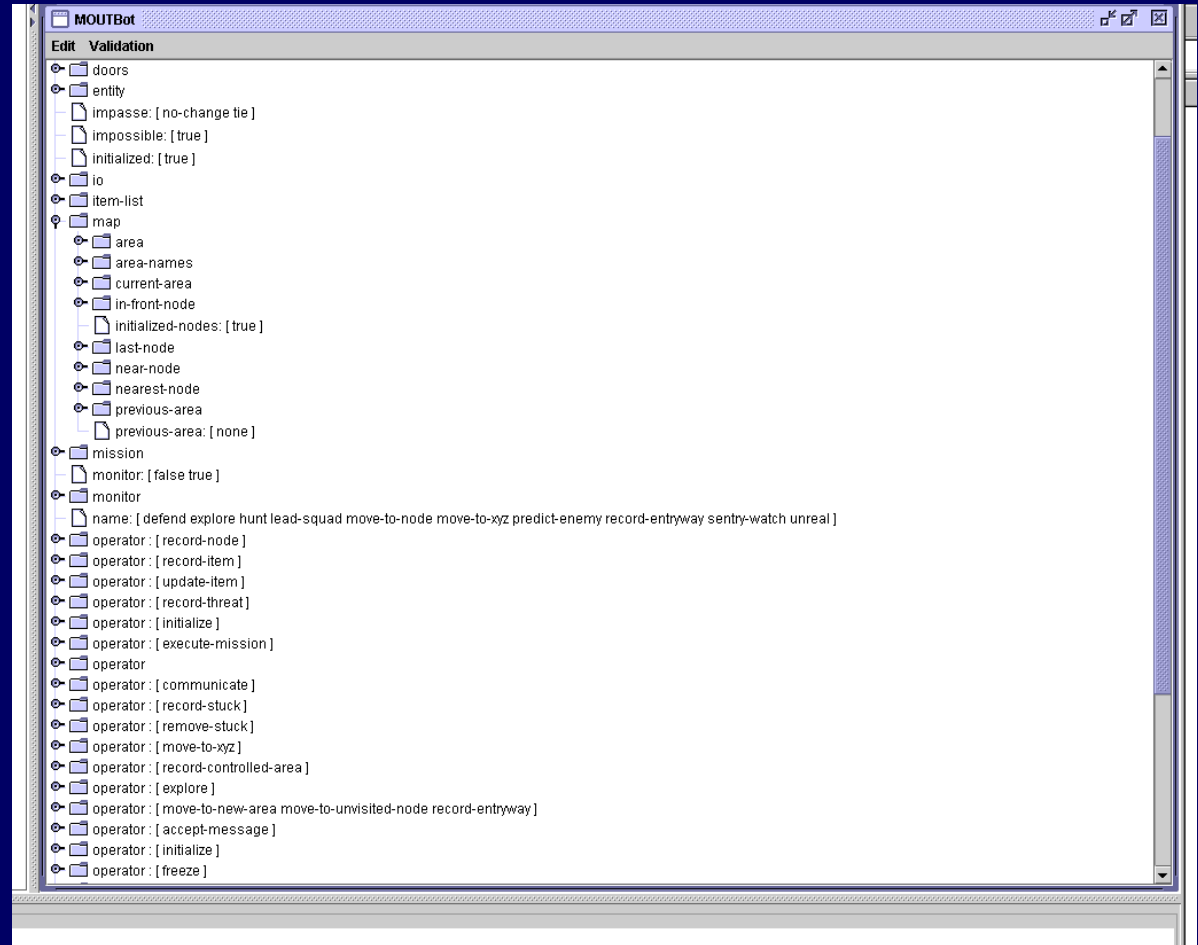 MOUTBot
Edit Validation
doors
entity
impasse: [ no-change tie ]
impossible: [ true ]
initialized: [ true ]
io
item-list
map
area
area-names
current-area
in-front-node
initialized-nodes: [ true ]
last-node
near-node
nearest-node
previous-area
previous-area: [ none ]
mission
monitor: [ false true ]
monitor
name: [ defend explore hunt lead-squad move-to-node move-to-xyz predict-enemy record-entryway sentry-watch unreal ]
operator : [ record-node ]
operator : [ record-item ]
operator : [ update-item ]
operator : [ record-threat ]
operator : [ initialize ]
operator : [ execute-mission ]
operator
operator : [ communicate ]
operator : [ record-stuck ]
operator : [ remove-stuck ]
operator : [ move-to-xyz ]
operator : [ record-controlled-area ]
operator : [ explore ]
operator : [ move-to-new-area move-to-unvisited-node record-entryway ]
operator : [ accept-message ]
operator : [ initialize ]
operator : [ freeze ]